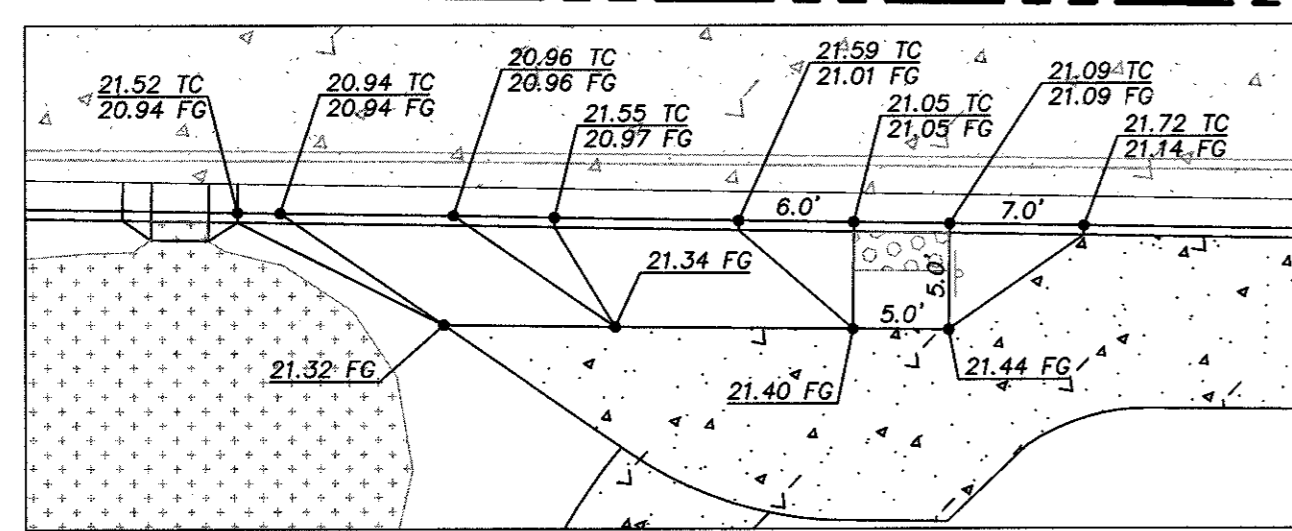 21.52 TC
20.94 FG
20.94 TC
20.94 FG
20.96 TC
20.96 FG
21.55 TC
20.97 FG
21.59 TC
21.01 FG
21.05 TC
21.05 FG
21.09 TC
21.09 FG
21.72 TC
21.14 FG
6.0'
7.0'
21.34 FG
5.0'
5.0'
21.32 FG
21.40 FG
21.44 FG